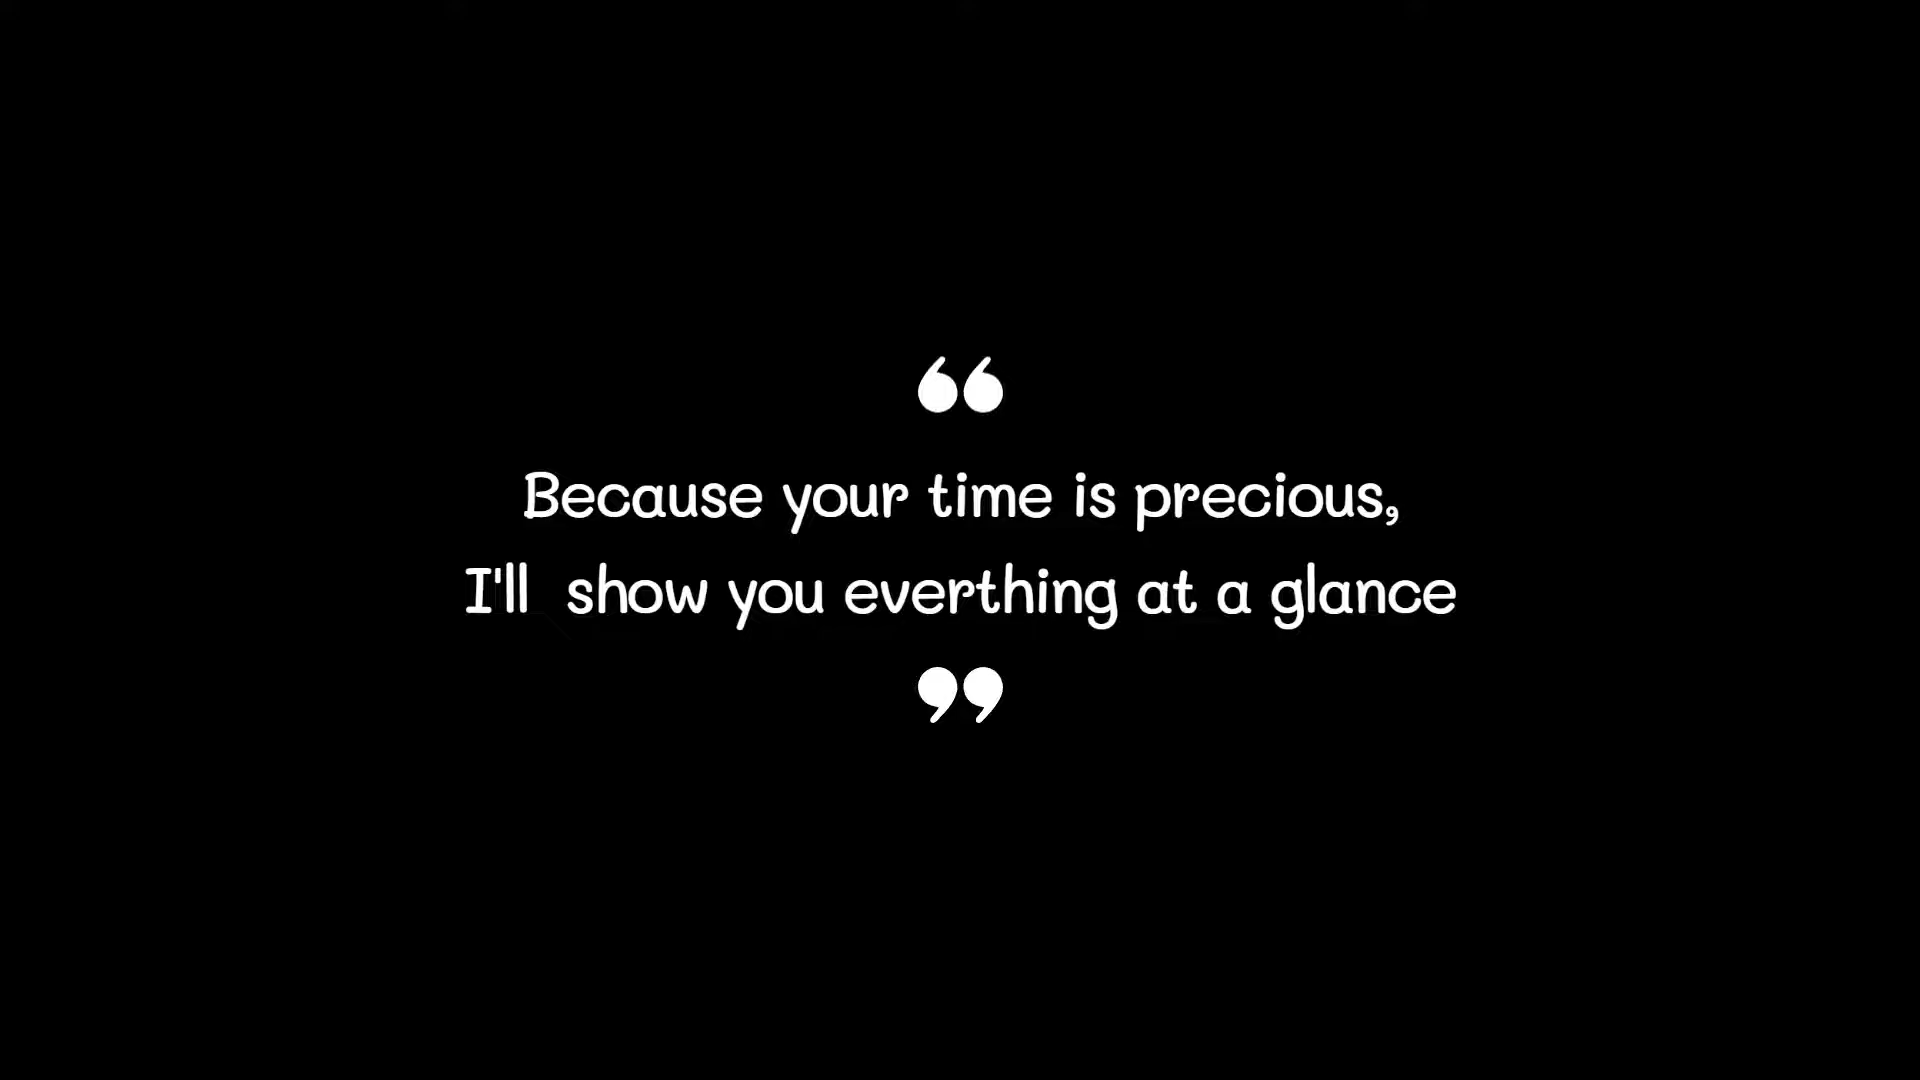 “
Because your time is precious,
I'll  show you everthing at a glance
”